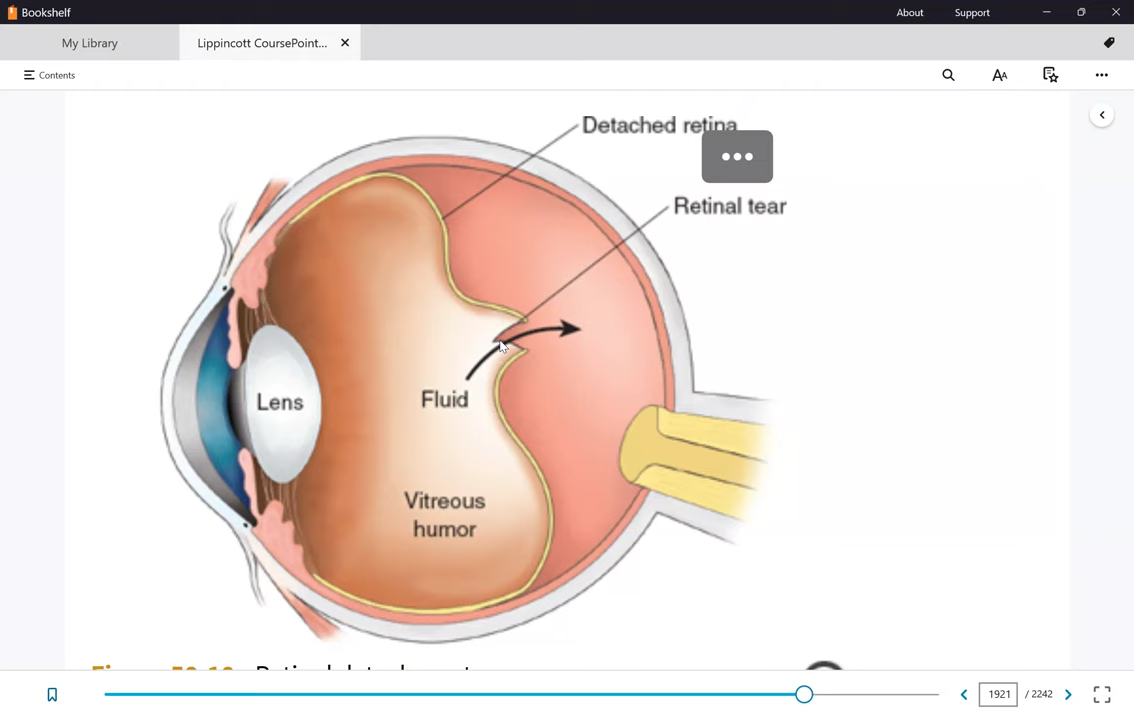 Bookshelf
About
Support
My Library
Lippincott CoursePoint...
Contents
Detached retina
Retinal tear
Lens
Fluid
Vitreous
humor
1921 / 2242